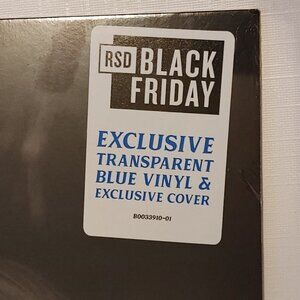 RSD BLACK
FRIDAY
EXCLUSIVE
TRANSPARENT
BLUE VINYL &
EXCLUSIVE COVER
B0033910-01